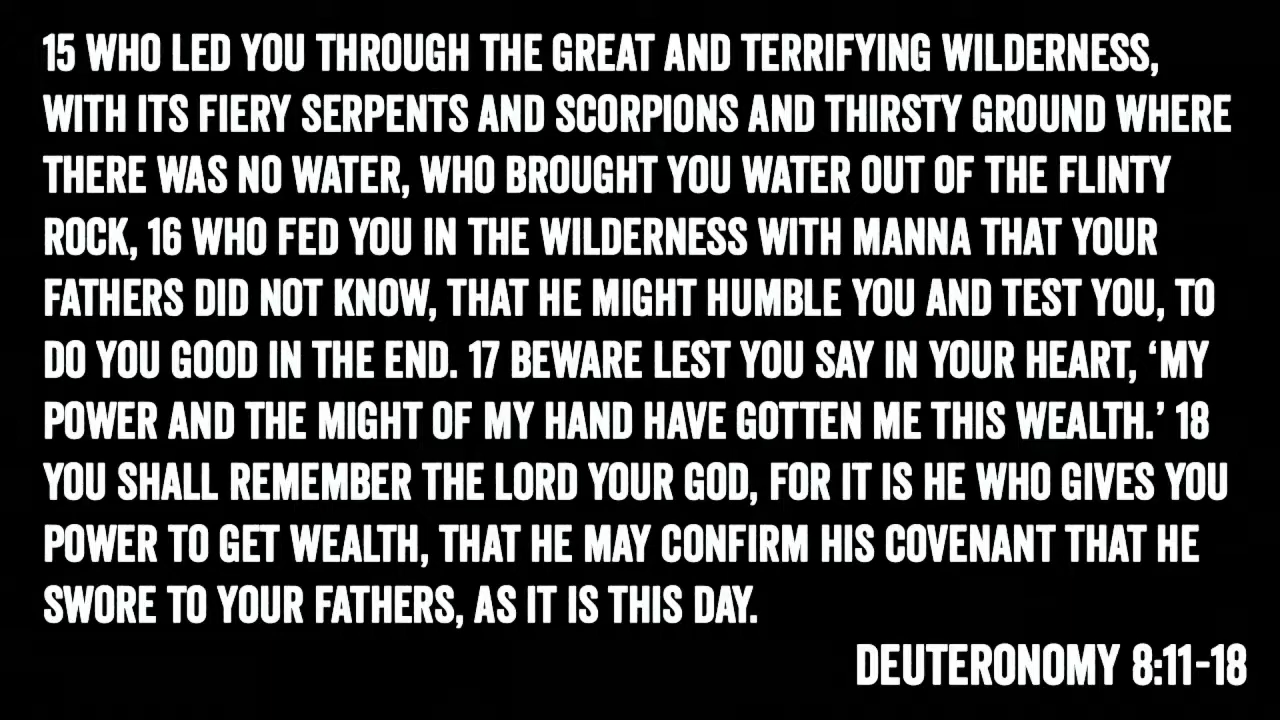 15 WHO LED YOU THROUGH THE GREAT AND TERRIFYING WILDERNESS,
WITH ITS FIERY SERPENTS AND SCORPIONS AND THIRSTY GROUND WHERE
THERE WAS NO WATER, WHO BROUGHT YOU WATER OUT OF THE FLINTY
ROCK, 16 WHO FED YOU IN THE WILDERNESS WITH MANNA THAT YOUR
FATHERS DID NOT KNOW, THAT HE MIGHT HUMBLE YOU AND TEST YOU, TO
DO YOU GOOD IN THE END. 17 BEWARE LEST YOU SAY IN YOUR HEART, ‘MY
POWER AND THE MIGHT OF MY HAND HAVE GOTTEN ME THIS WEALTH.’ 18
YOU SHALL REMEMBER THE LORD YOUR GOD, FOR IT IS HE WHO GIVES YOU
POWER TO GET WEALTH, THAT HE MAY CONFIRM HIS COVENANT THAT HE
SWORE TO YOUR FATHERS, AS IT IS THIS DAY.
DEUTERONOMY 8:11-18